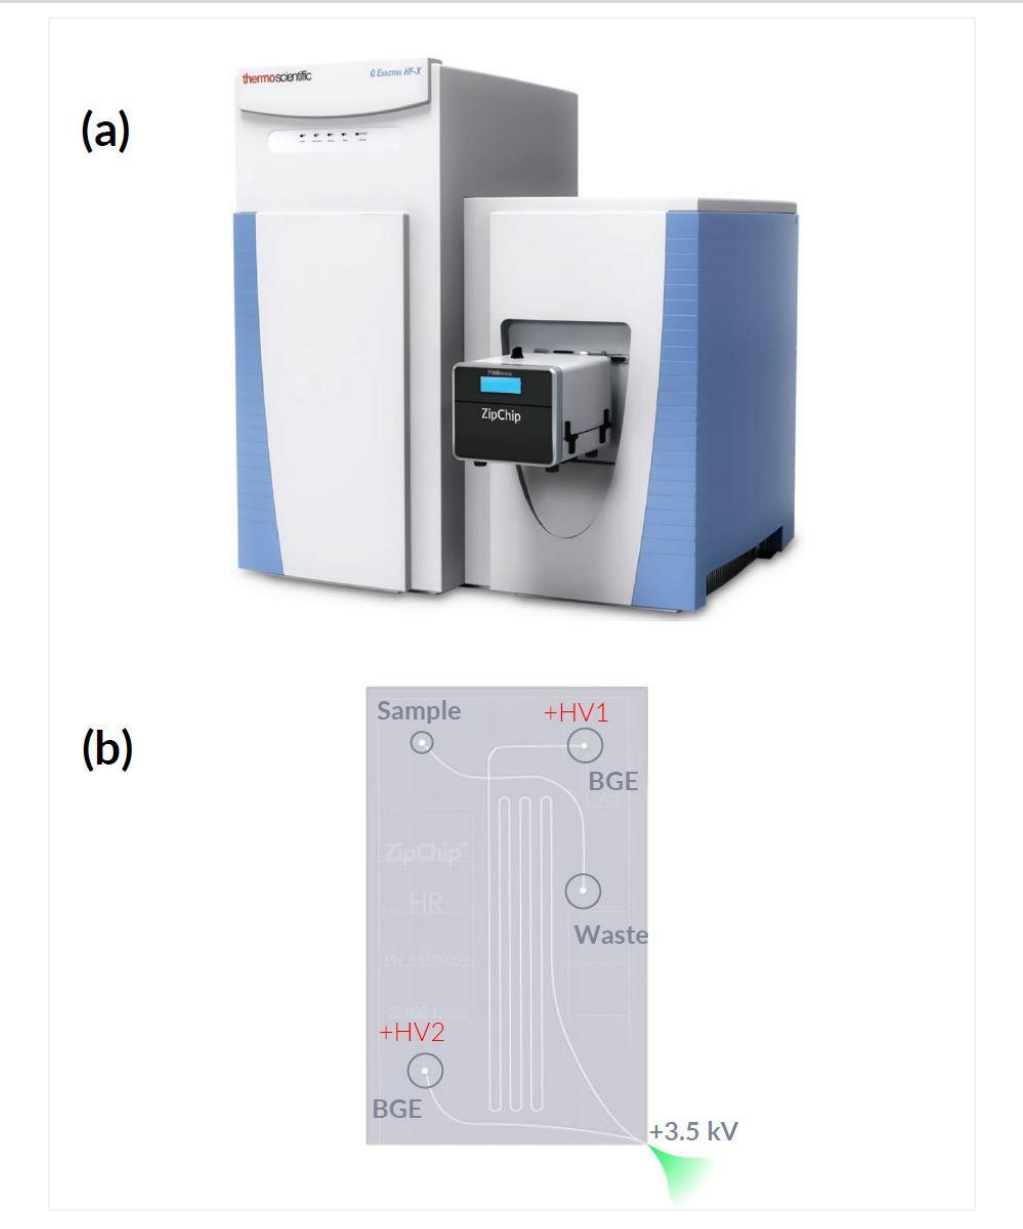 (a)
thermoscientific
Q Exactive HF-X
ZipChip
(b)
Sample
+HV1
BGE
ZipChip
HR
Waste
+HV2
BGE
+3.5 kV